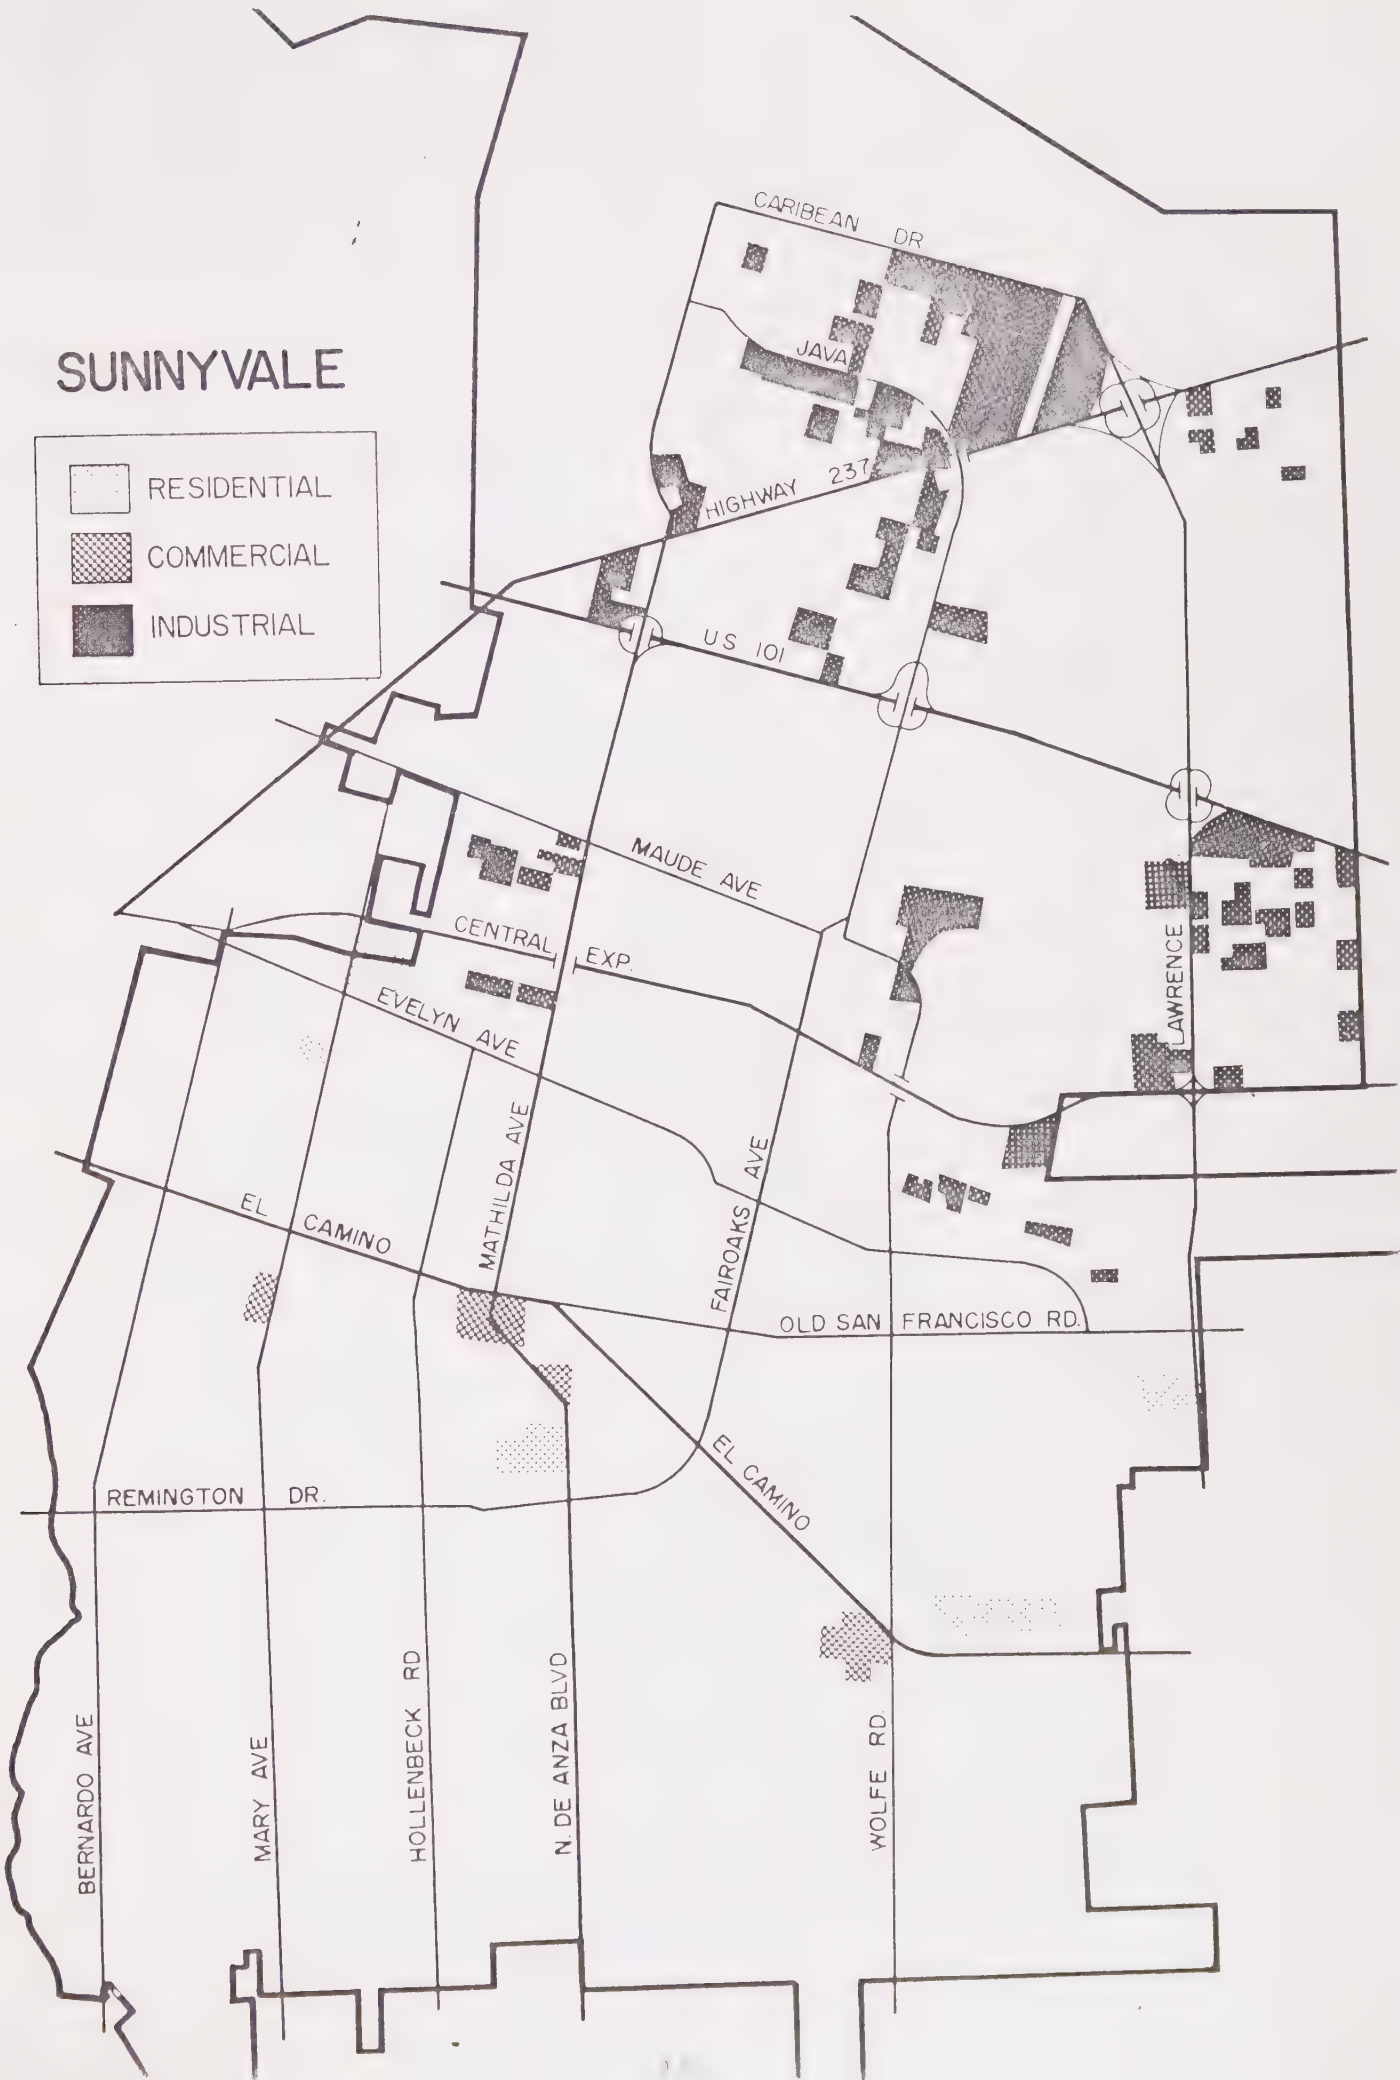 CARIBEAN DR
SUNNYVALE
JAVA
RESIDENTIAL
COMMERCIAL
INDUSTRIAL
HIGHWAY 237
US 101
MAUDE AVE
CENTRAL EXP.
LAWRENCE
EVELYN AVE
MATHILDA AVE
FAIROAKS AVE
EL CAMINO
OLD SAN FRANCISCO RD.
EL CAMINO
REMINGTON DR.
BERNARDO AVE
MARY AVE
HOLLENBECK RD
N. DE ANZA BLVD
WOLFE RD.